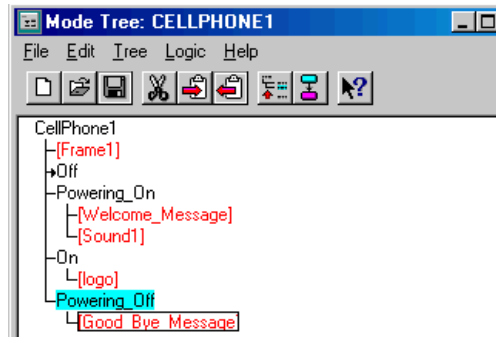 Mode Tree: CELLPHONE1
File Edit Tree Logic Help
CellPhone1
[Frame1]
Off
Powering_On
[Welcome_Message]
[Sound1]
On
[logo]
Powering_Off
[Good_Bye_Message